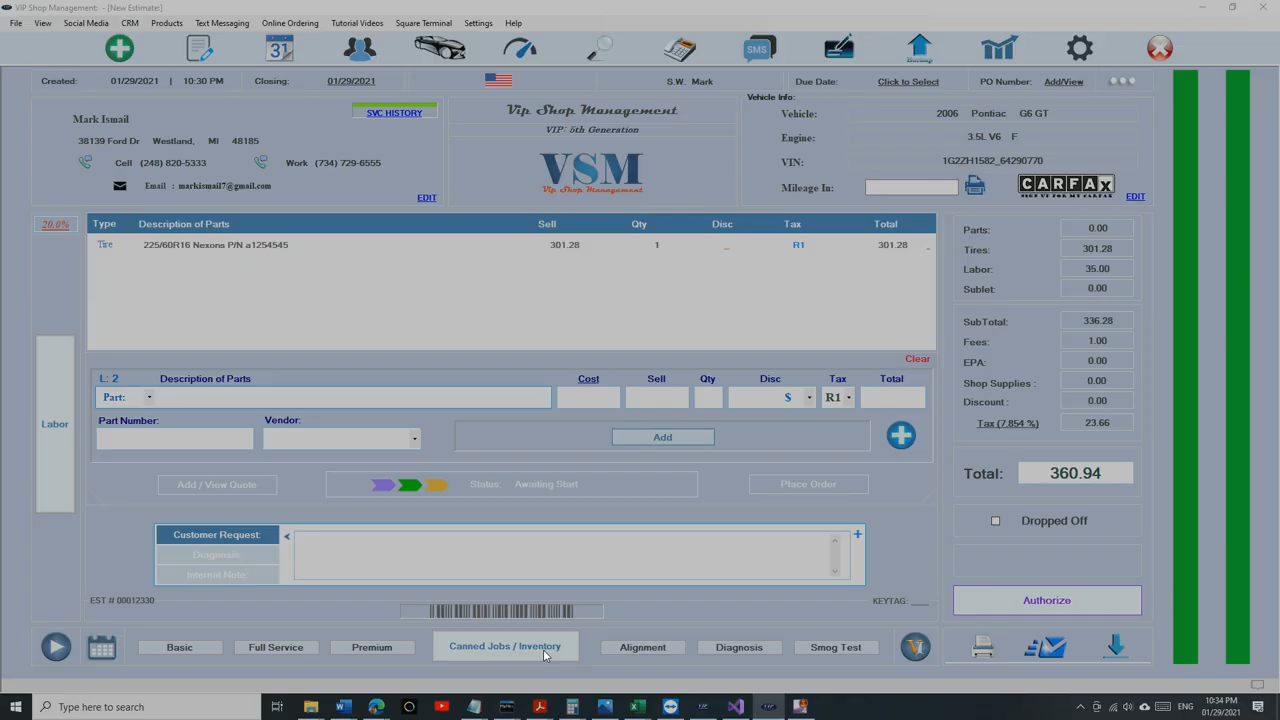 VIP Shop Management: - [New Estimate:]
File View Social Media CRM Products Text Messaging Online Ordering Tutorial Videos Square Terminal Settings Help
31 SMS Backup
Created: 01/29/2021 | 10:30 PM Closing: 01/29/2021 S.W. Mark Due Date: Click to Select PO Number: Add/View
Mark Ismail SVC HISTORY
38139 Ford Dr Westland, MI 48185
Cell (248) 820-5333 Work (734) 729-6555
Email : markismail7@gmail.com
EDIT
Vip Shop Management
VIP: 5th Generation
VSM
Vip Shop Management
Vehicle Info:
Vehicle: 2006 Pontiac G6 GT
Engine: 3.5L V6 F
VIN: 1G2ZH1582_64290770
Mileage In: CARFAX
SIGN UP FOR MY CARFAX
EDIT
20.0%
Type Description of Parts Sell Qty Disc Tax Total
Tire 225/60R16 Nexons P/N a1254545 301.28 1 _ R1 301.28 _
Clear
L: 2 Description of Parts Cost Sell Qty Disc Tax Total
Part: $ R1
Part Number: Vendor:
Add
Labor
Add / View Quote Status: Awaiting Start Place Order
Customer Request:
Diagnosis:
Internal Note:
EST # 00012330 KEYTAG: ___
Parts: 0.00
Tires: 301.28
Labor: 35.00
Sublet: 0.00
SubTotal: 336.28
Fees: 1.00
EPA: 0.00
Shop Supplies : 0.00
Discount : 0.00
Tax (7.854 %) 23.66
Total: 360.94
Dropped Off
Authorize
Basic Full Service Premium Canned Jobs / Inventory Alignment Diagnosis Smog Test
Type here to search
ENG 10:34 PM
01/29/2021